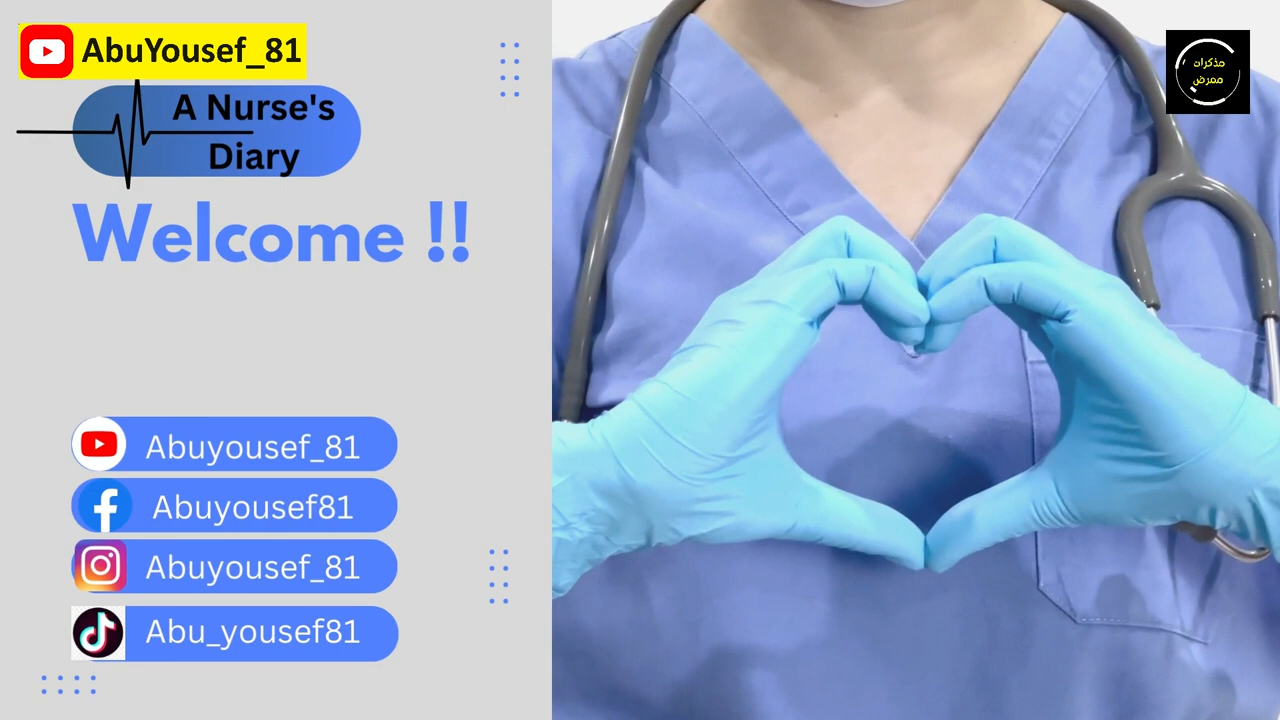 AbuYousef_81
A Nurse's
Diary
Welcome !!
Abuyousef_81
Abuyousef81
Abuyousef_81
Abu_yousef81
مذكرات
ممرض